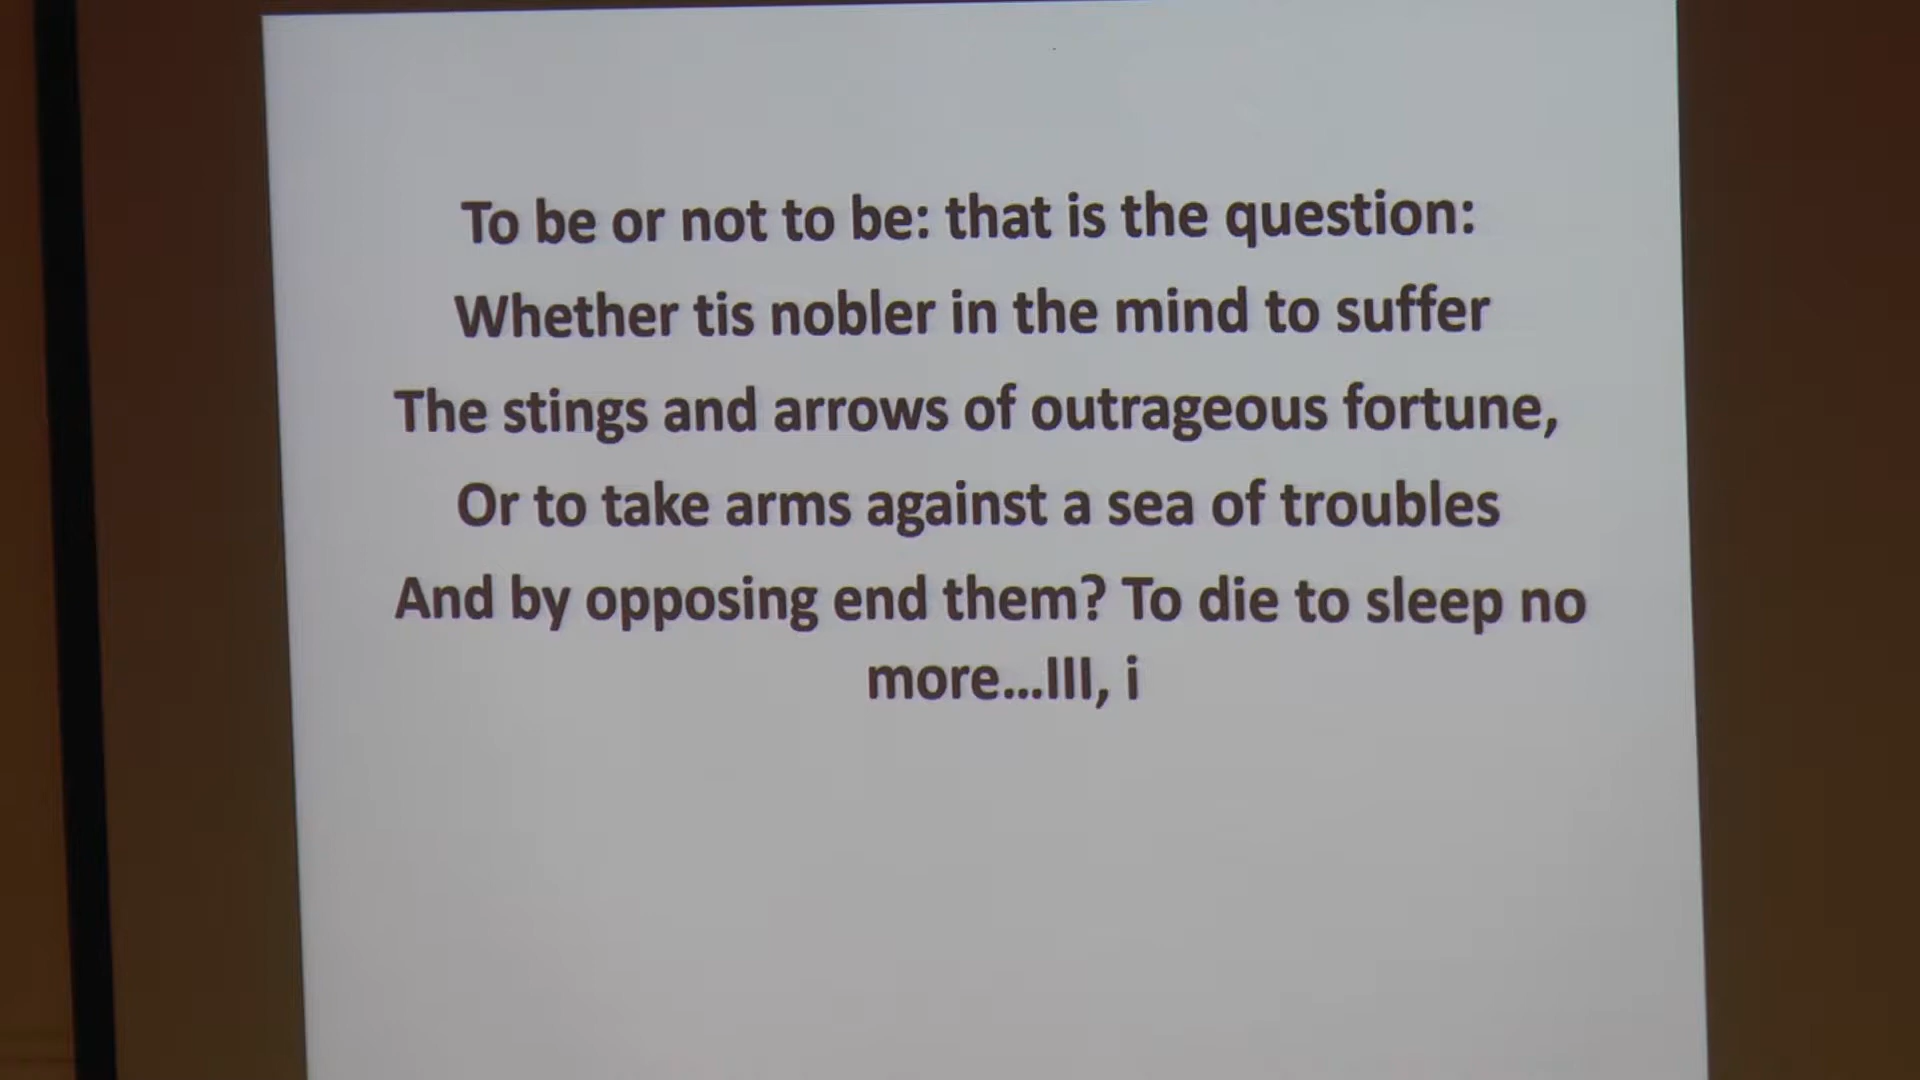 To be or not to be: that is the question:
Whether tis nobler in the mind to suffer
The stings and arrows of outrageous fortune,
Or to take arms against a sea of troubles
And by opposing end them? To die to sleep no
more...III, i